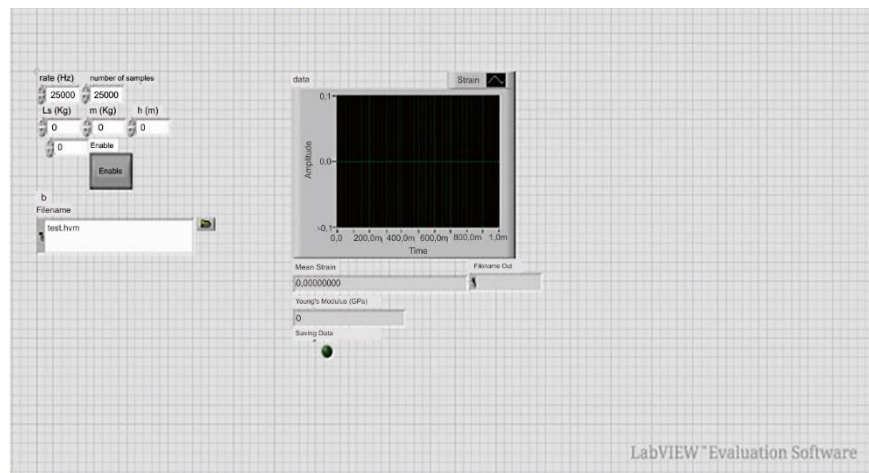 rate (Hz) number of samples
25000 25000
Ls (Kg) m (Kg) h (m)
0 0 0
0 Enable
Enable
b
Filename
test.hvm
data Strain
0.1
0.0
-0,1
Amplitude
0,0 200,0m 400,0m 600,0m 800,0m 1,0m
Time
Mean Strain Filename Out
0,00000000
Young's Modulus (GPa)
0
Saving Data
LabVIEW™ Evaluation Software